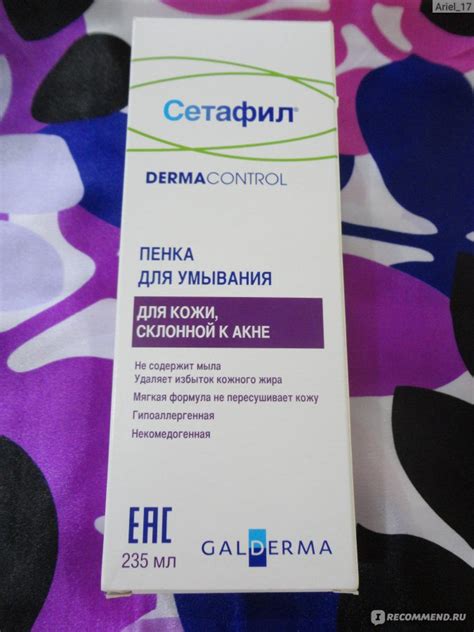 Ariel_17
Сетафил®
DERMACONTROL
ПЕНКА
ДЛЯ УМЫВАНИЯ
ДЛЯ КОЖИ,
СКЛОННОЙ К АКНЕ
Не содержит мыла
Удаляет избыток кожного жира
Мягкая формула не пересушивает кожу
Гипоаллергенная
Некомедогенная
ЕАС
235 мл
GALDERMA
IRECOMMEND.RU